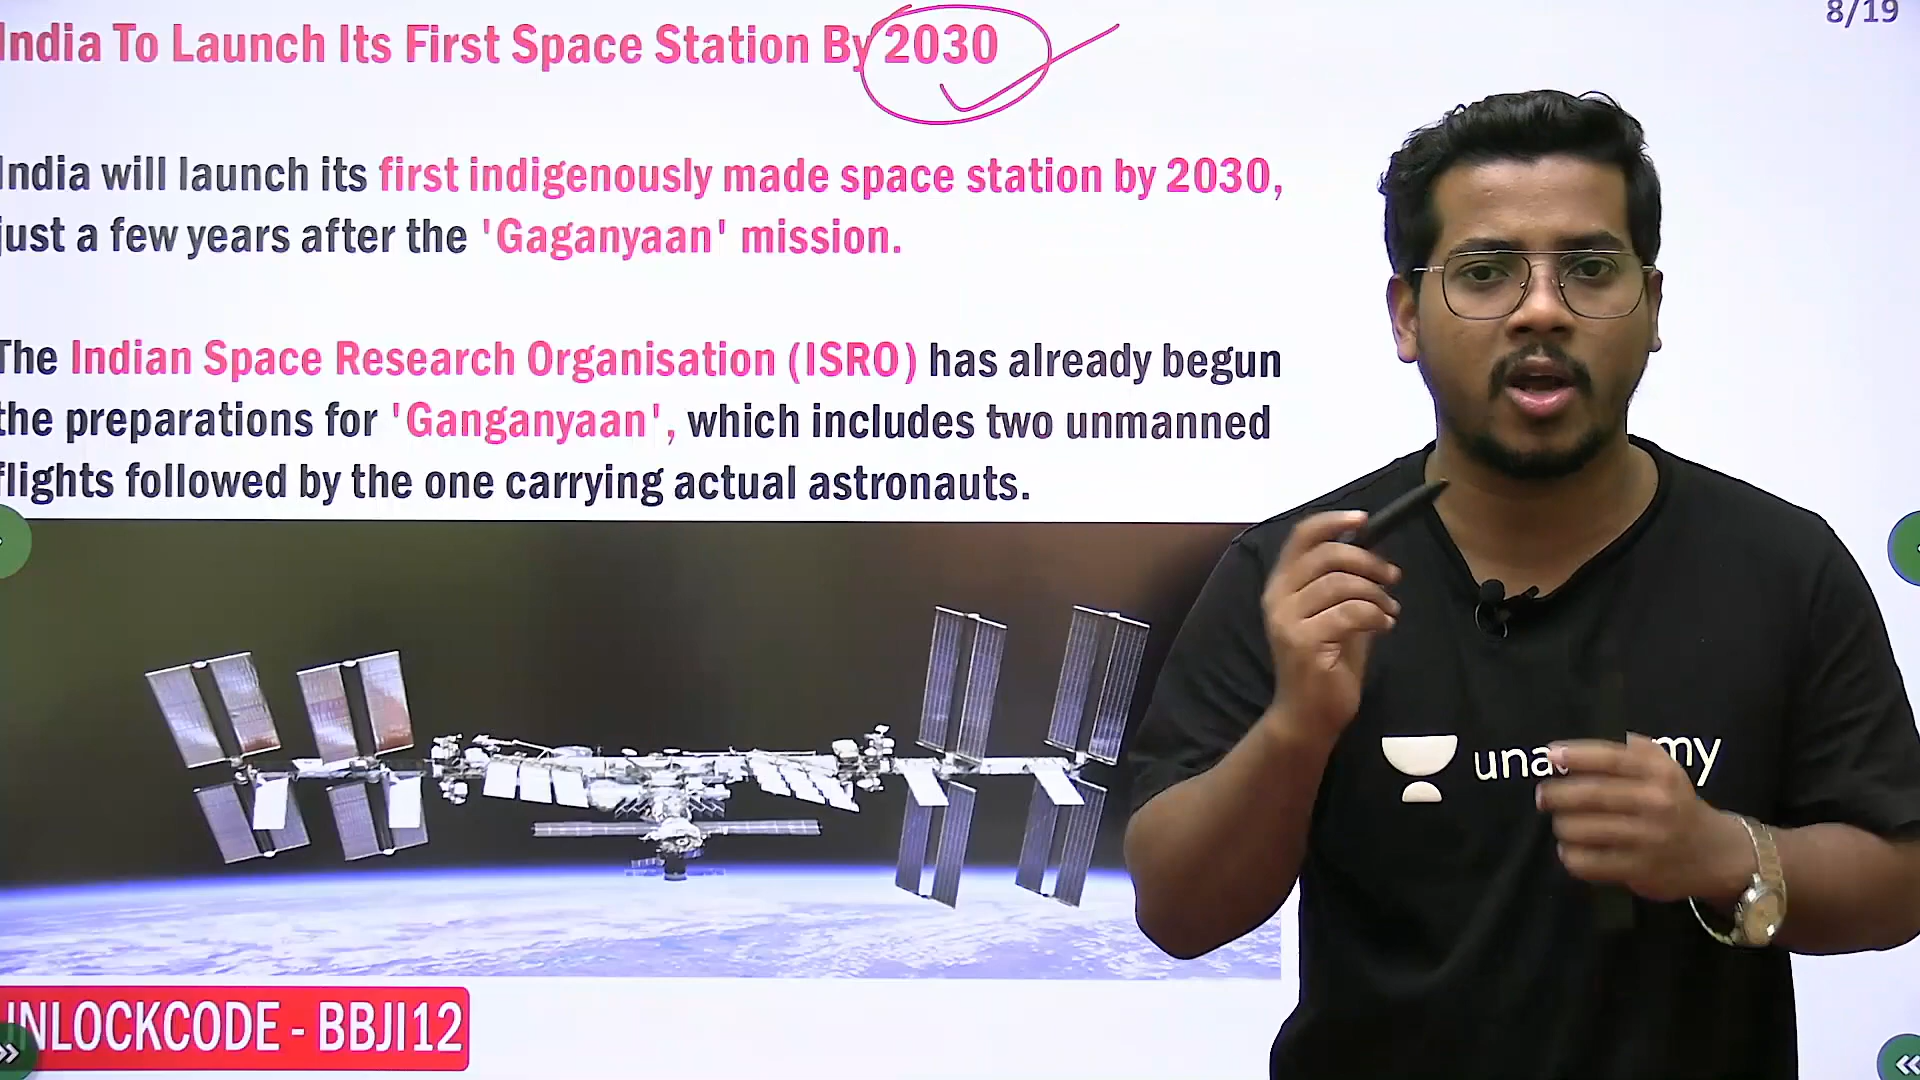 India To Launch Its First Space Station By 2030
8/19
India will launch its first indigenously made space station by 2030,
just a few years after the 'Gaganyaan' mission.
The Indian Space Research Organisation (ISRO) has already begun
the preparations for 'Ganganyaan', which includes two unmanned
flights followed by the one carrying actual astronauts.
UNLOCKCODE - BBJI12